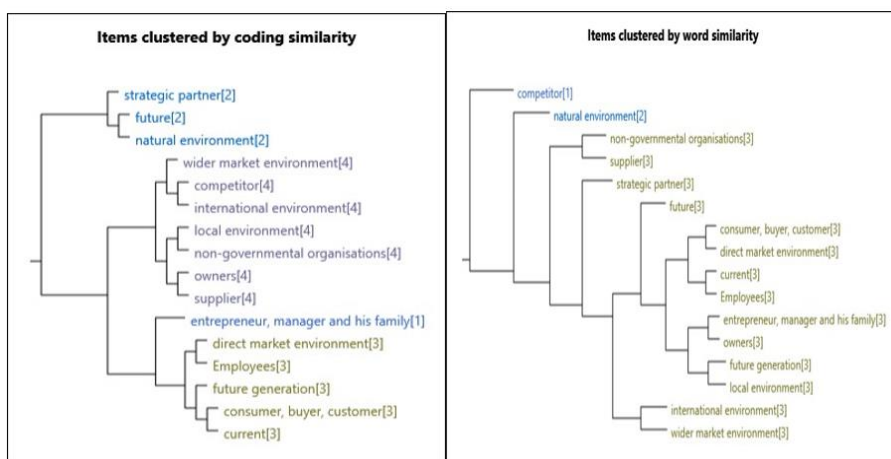 Items clustered by coding similarity
strategic partner[2]
future[2]
natural environment[2]
wider market environment[4]
competitor[4]
international environment[4]
local environment[4]
non-governmental organisations[4]
owners[4]
supplier[4]
entrepreneur, manager and his family[1]
direct market environment[3]
Employees[3]
future generation[3]
consumer, buyer, customer[3]
current[3]
Items clustered by word similarity
competitor[1]
natural environment[2]
non-governmental organisations[3]
supplier[3]
strategic partner[3]
future[3]
consumer, buyer, customer[3]
direct market environment[3]
current[3]
Employees[3]
entrepreneur, manager and his family[3]
owners[3]
future generation[3]
local environment[3]
international environment[3]
wider market environment[3]